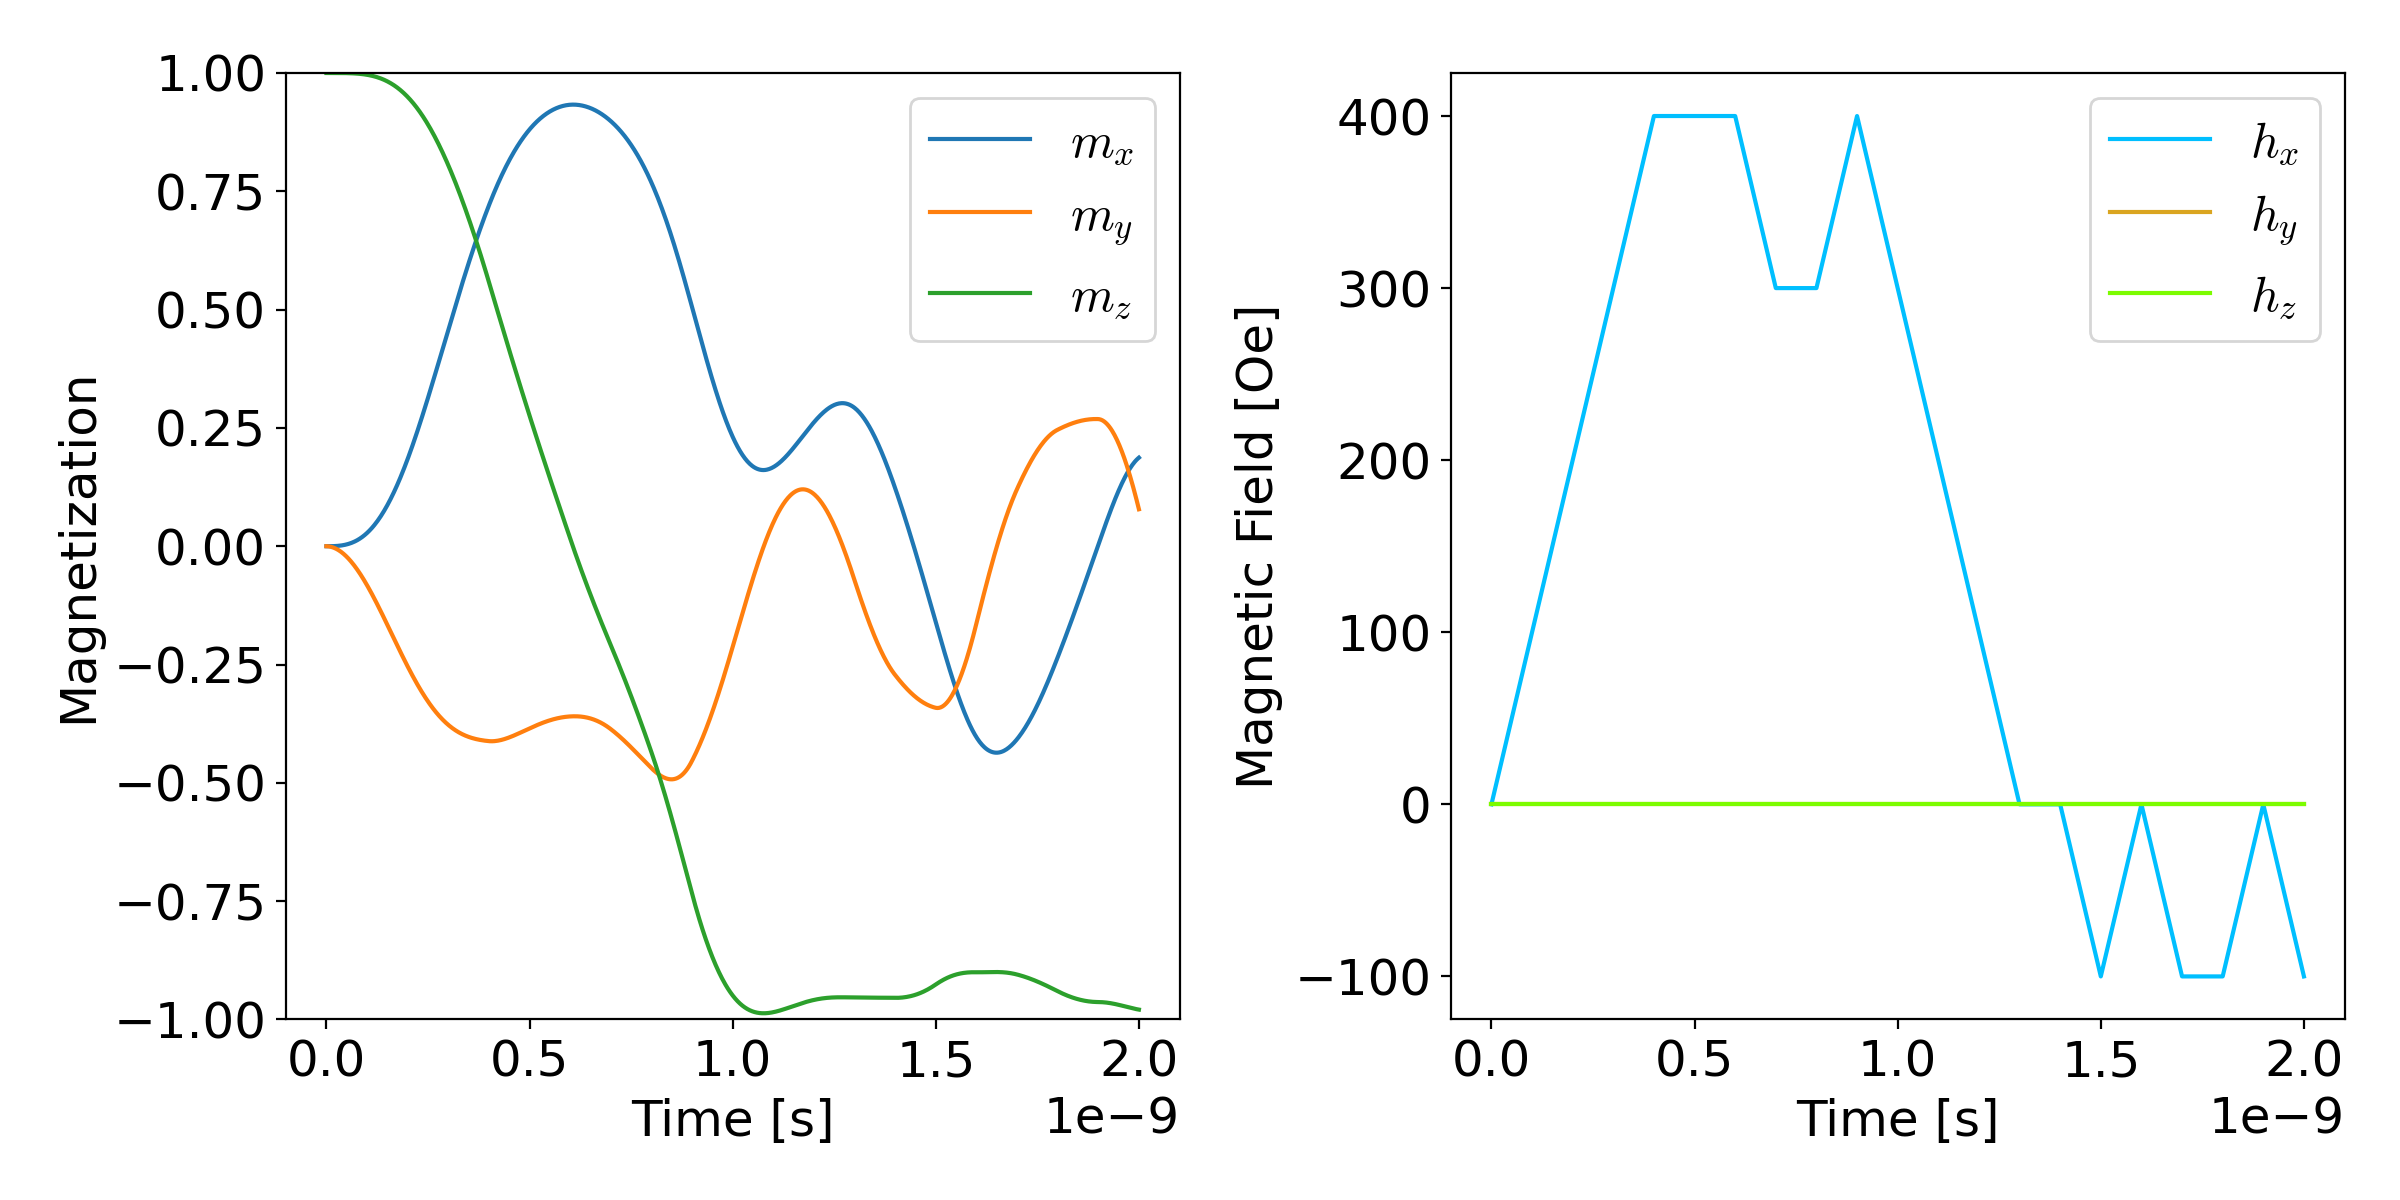 1.00
0.75
0.50
0.25
0.00
−0.25
−0.50
−0.75
−1.00
Magnetization
0.0 0.5 1.0 1.5 2.0
Time [s]
1e−9
m_x
m_y
m_z
400
300
200
100
0
−100
Magnetic Field [Oe]
0.0 0.5 1.0 1.5 2.0
Time [s]
1e−9
h_x
h_y
h_z